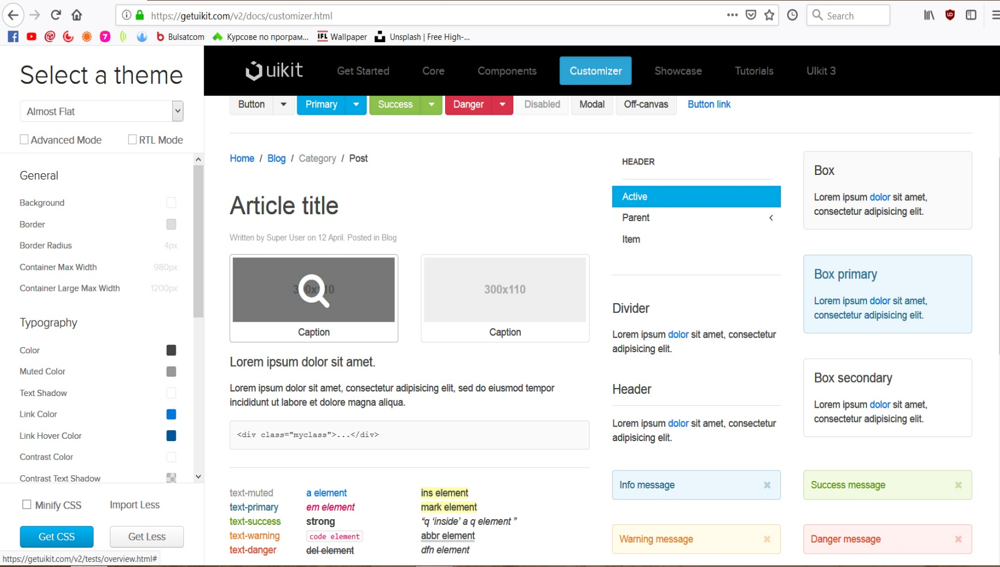 https://getuikit.com/v2/docs/customizer.html
Search
Bulsatcom
Курсове по програм...
IFL Wallpaper
Unsplash | Free High-...
Select a theme
Almost Flat
Advanced Mode
RTL Mode
General
Background
Border
Border Radius 4px
Container Max Width 980px
Container Large Max Width 1200px
Typography
Color
Muted Color
Text Shadow
Link Color
Link Hover Color
Contrast Color
Contrast Text Shadow
Minify CSS
Import Less
Get CSS
Get Less
https://getuikit.com/v2/tests/overview.html#
uikit
Get Started
Core
Components
Customizer
Showcase
Tutorials
UIkit 3
Button
Primary
Success
Danger
Disabled
Modal
Off-canvas
Button link
Home / Blog / Category / Post
Article title
Written by Super User on 12 April. Posted in Blog
Caption
300x110
Caption
Lorem ipsum dolor sit amet.
Lorem ipsum dolor sit amet, consectetur adipisicing elit, sed do eiusmod tempor
incididunt ut labore et dolore magna aliqua.
<div class="myclass">...</div>
text-muted
text-primary
text-success
text-warning
text-danger
a element
em element
strong
code element
del element
ins element
mark element
“q ‘inside’ a q element ”
abbr element
dfn element
HEADER
Active
Parent
Item
Divider
Lorem ipsum dolor sit amet, consectetur
adipisicing elit.
Header
Lorem ipsum dolor sit amet, consectetur
adipisicing elit.
Box
Lorem ipsum dolor sit amet,
consectetur adipisicing elit.
Box primary
Lorem ipsum dolor sit amet,
consectetur adipisicing elit.
Box secondary
Lorem ipsum dolor sit amet,
consectetur adipisicing elit.
Info message
Success message
Warning message
Danger message